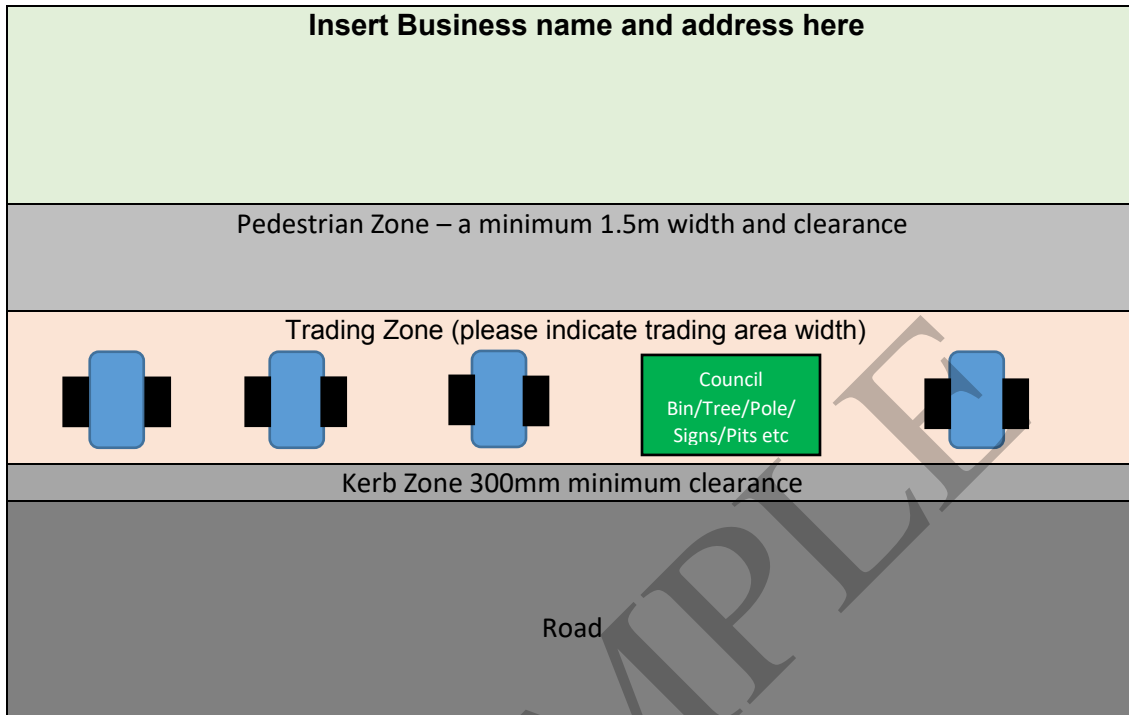 Insert Business name and address here
Pedestrian Zone – a minimum 1.5m width and clearance
Trading Zone (please indicate trading area width)
Council
Bin/Tree/Pole/
Signs/Pits etc
Kerb Zone 300mm minimum clearance
Road
MPLE